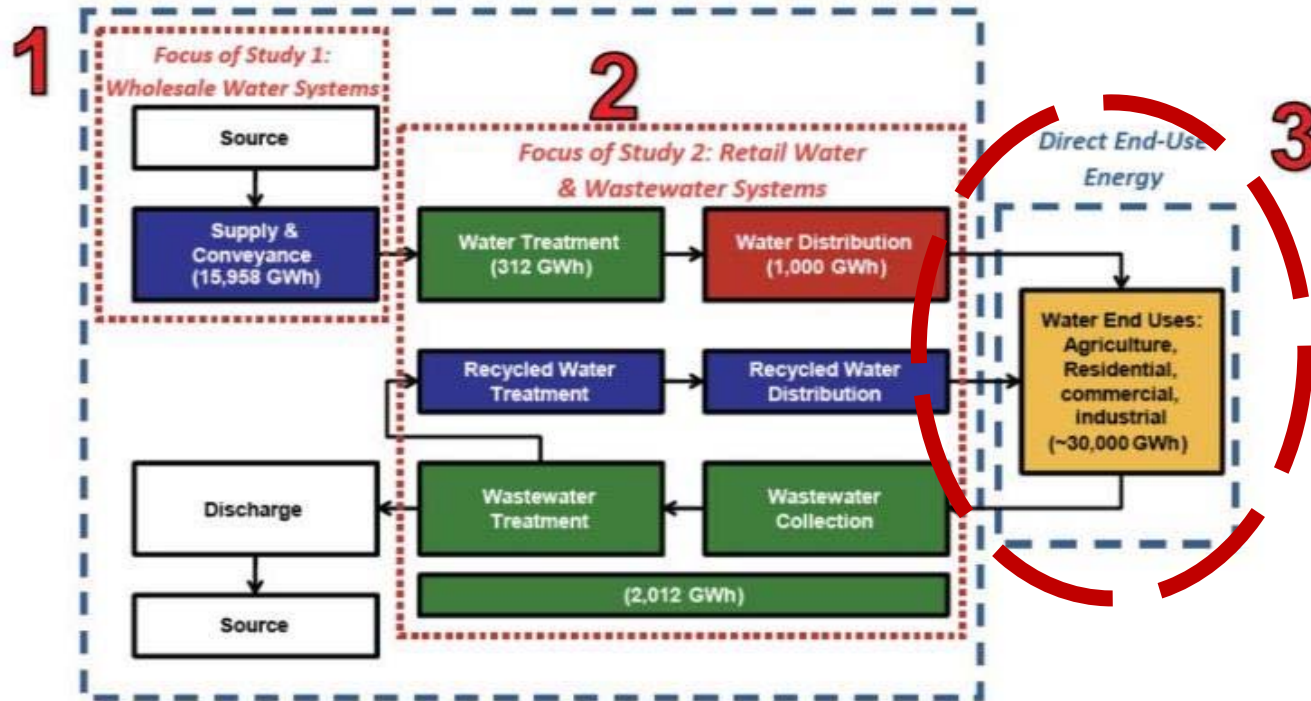 1
Focus of Study 1:
Wholesale Water Systems
Source
Supply &
Conveyance
(15,958 GWh)
2
Focus of Study 2: Retail Water
& Wastewater Systems
Water Treatment
(312 GWh)
Water Distribution
(1,000 GWh)
Recycled Water
Treatment
Recycled Water
Distribution
Wastewater
Treatment
Wastewater
Collection
(2,012 GWh)
Discharge
Source
3
Direct End-Use
Energy
Water End Uses:
Agriculture,
Residential,
commercial,
industrial
(~30,000 GWh)